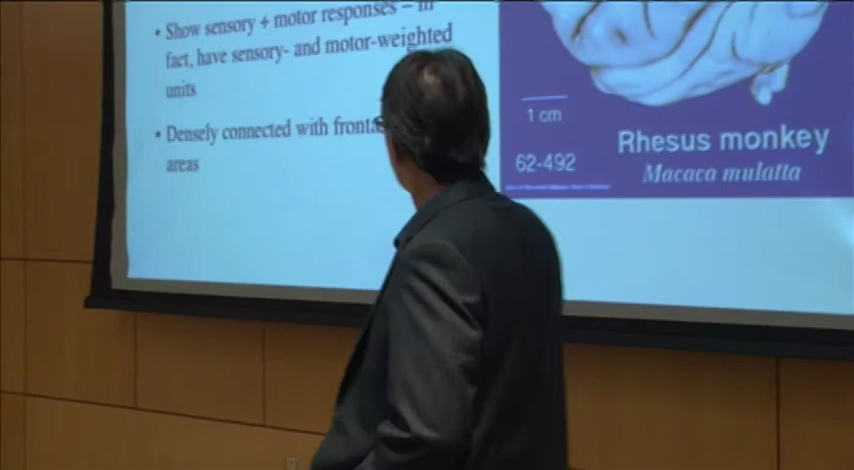 • Show sensory + motor responses – in
fact, have sensory- and motor-weighted
units
• Densely connected with fronta
areas
1 cm
62-492
Rhesus monkey
Macaca mulatta